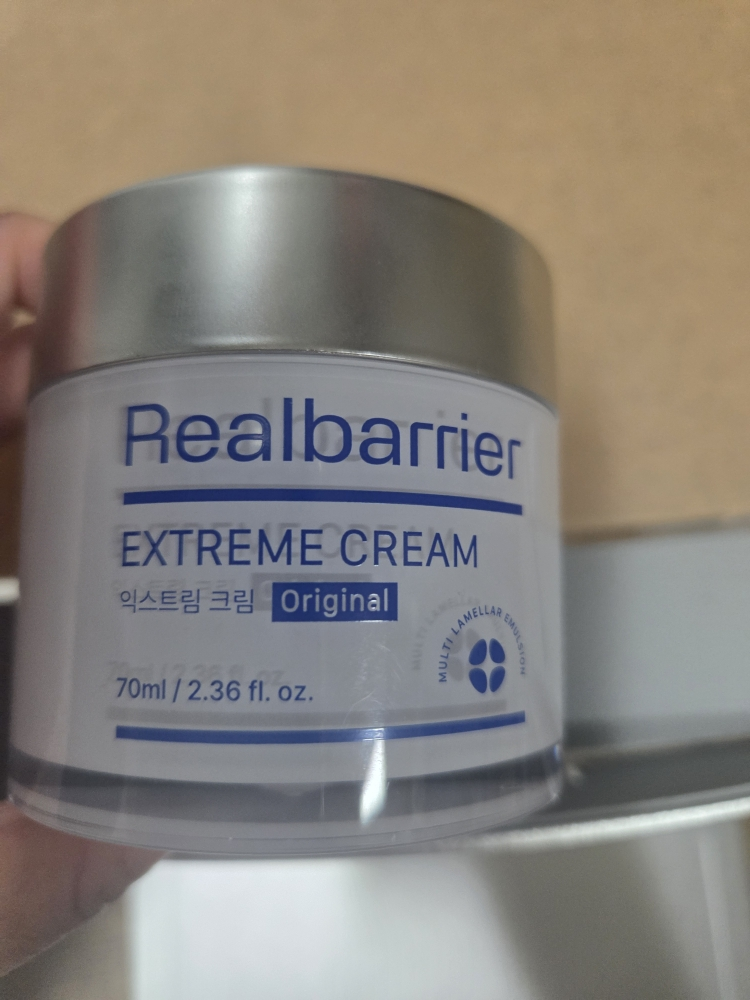 Realbarrier
EXTREME CREAM
익스트림 크림 Original
MULTI LAMELLAR EMULSION
70ml / 2.36 fl. oz.